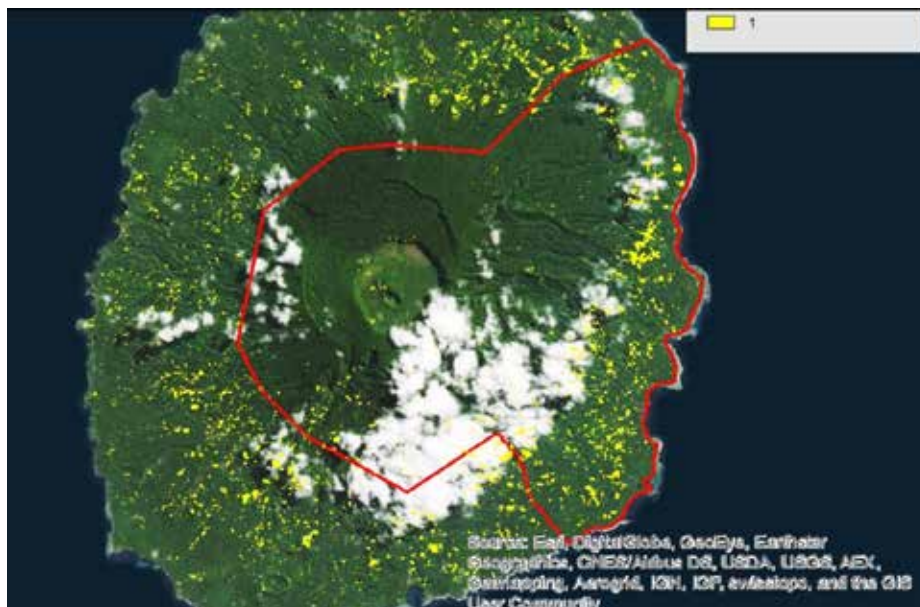 1
Source: Esri, DigitalGlobe, GeoEye, Earthstar
Geographics, CNES/Airbus DS, USDA, USGS, AEX,
Getmapping, Aerogrid, IGN, IGP, swisstopo, and the GIS
User Community